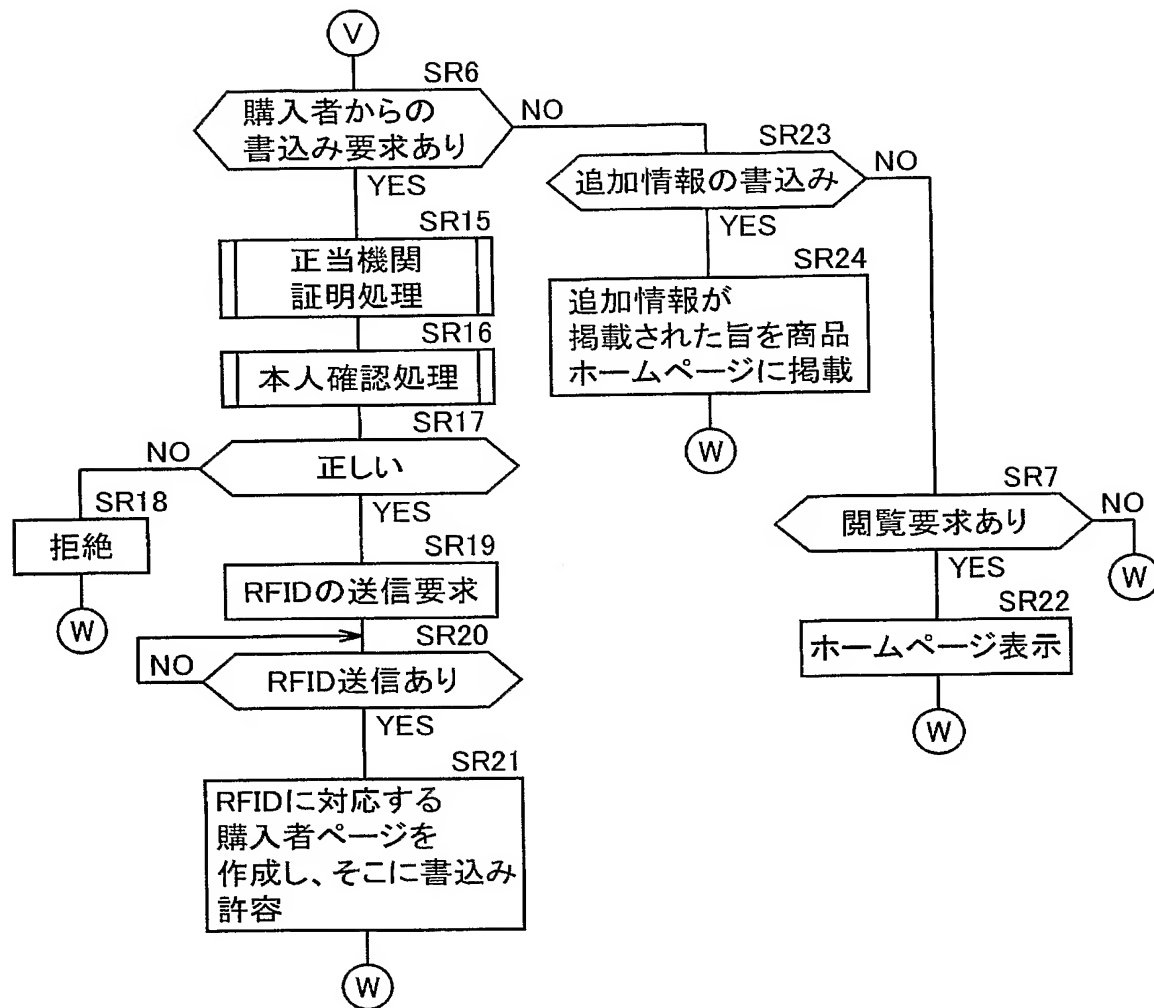 V
SR6
購入者からの
書込み要求あり
NO
YES
SR23
追加情報の書込み
NO
YES
SR15
正当機関
証明処理
SR24
追加情報が
掲載された旨を商品
ホームページに掲載
W
SR16
本人確認処理
SR17
正しい
NO
YES
SR18
拒絶
W
SR19
RFIDの送信要求
SR20
RFID送信あり
NO
YES
SR21
RFIDに対応する
購入者ページを
作成し、そこに書込み
許容
W
SR7
閲覧要求あり
NO
W
YES
SR22
ホームページ表示
W